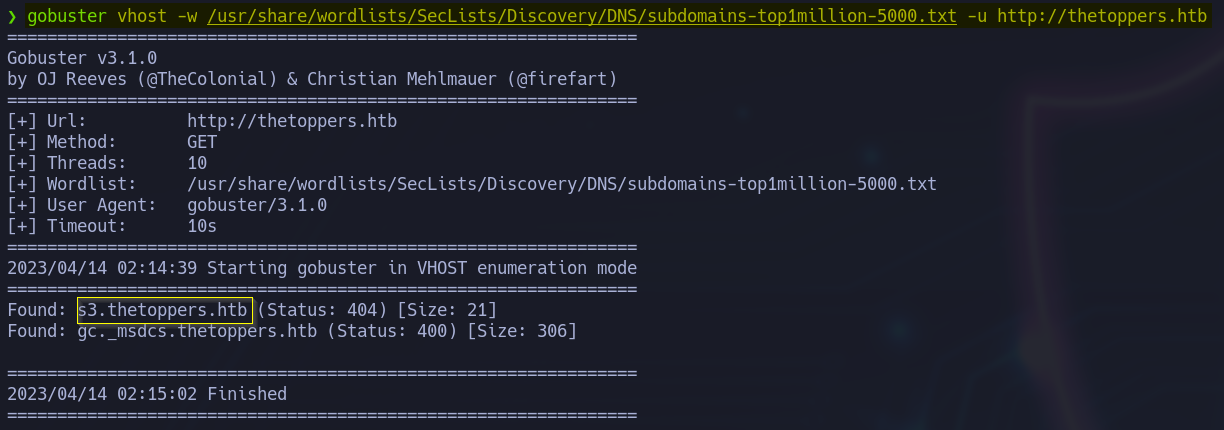 ❯ gobuster vhost -w /usr/share/wordlists/SecLists/Discovery/DNS/subdomains-top1million-5000.txt -u http://thetoppers.htb
===============================================================
Gobuster v3.1.0
by OJ Reeves (@TheColonial) & Christian Mehlmauer (@firefart)
===============================================================
[+] Url:          http://thetoppers.htb
[+] Method:       GET
[+] Threads:      10
[+] Wordlist:     /usr/share/wordlists/SecLists/Discovery/DNS/subdomains-top1million-5000.txt
[+] User Agent:   gobuster/3.1.0
[+] Timeout:      10s
===============================================================
2023/04/14 02:14:39 Starting gobuster in VHOST enumeration mode
===============================================================
Found: s3.thetoppers.htb (Status: 404) [Size: 21]
Found: gc._msdcs.thetoppers.htb (Status: 400) [Size: 306]

===============================================================
2023/04/14 02:15:02 Finished
===============================================================